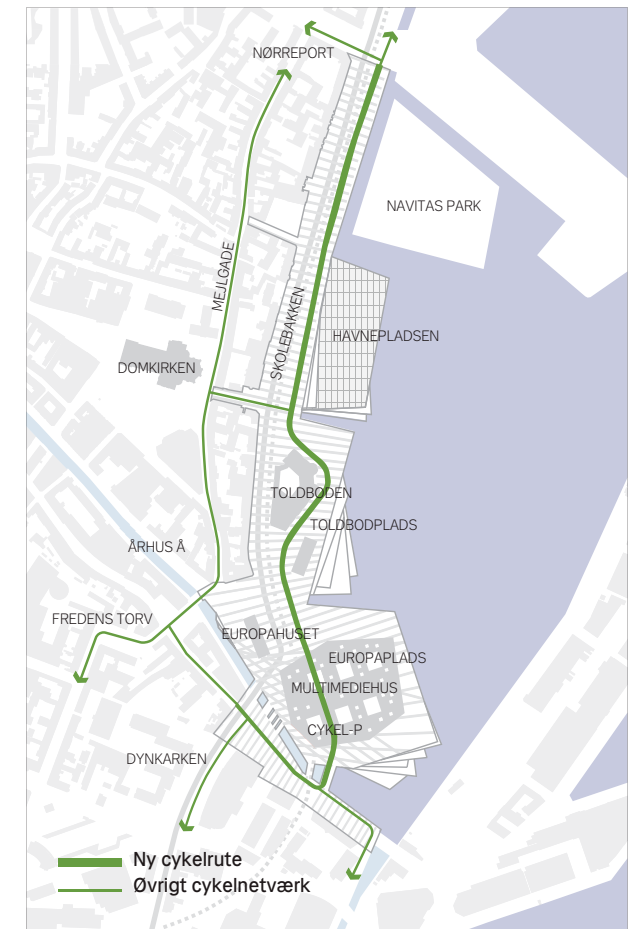 NØRREPORT
NAVITAS PARK
MEJLGADE
SKOLEBAKKEN
HAVNEPLADSEN
DOMKIRKEN
TOLDBODEN
TOLDBODPLADS
ÅRHUS Å
FREDENS TORV
EUROPAHUSET
EUROPAPLADS
MULTIMEDIEHUS
CYKEL-P
DYNKARKEN
Ny cykelrute
Øvrigt cykelnetværk